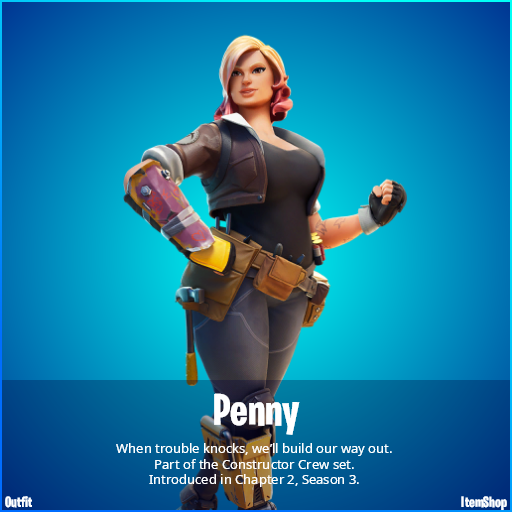 Penny
When trouble knocks, we'll build our way out.
Part of the Constructor Crew set.
Introduced in Chapter 2, Season 3.
Outfit
ItemShop